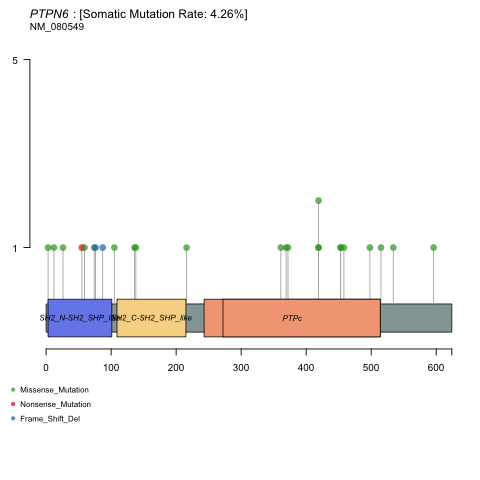 PTPN6 : [Somatic Mutation Rate: 4.26%]
NM_080549
5
1
SH2_N-SH2_SHP_like
SH2_C-SH2_SHP_like
PTPc
0 100 200 300 400 500 600
Missense_Mutation
Nonsense_Mutation
Frame_Shift_Del